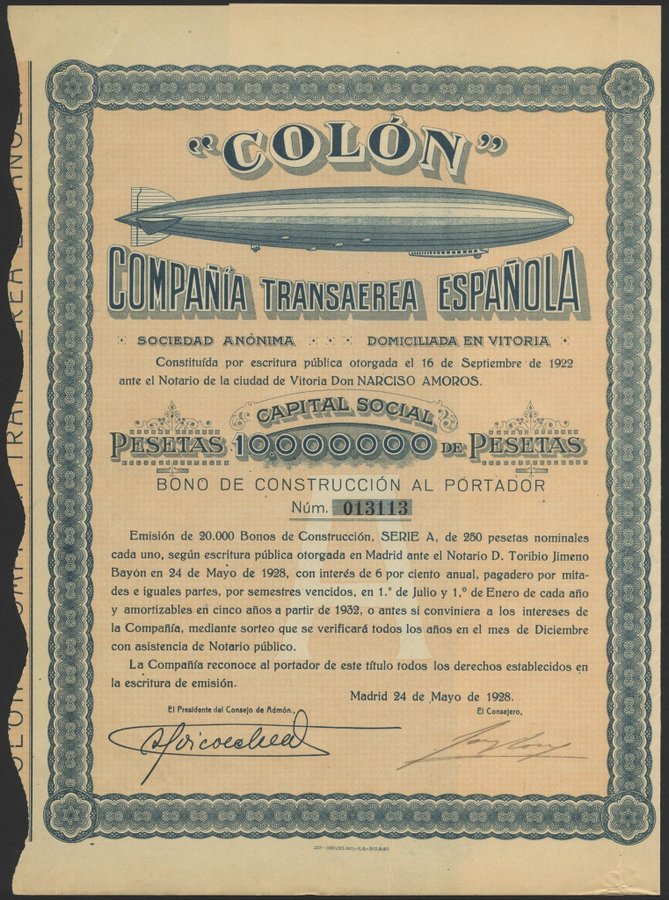 "COLÓN"
COMPAÑÍA TRANSAEREA ESPAÑOLA
SOCIEDAD ANÓNIMA DOMICILIADA EN VITORIA
Constituída por escritura pública otorgada el 16 de Septiembre de 1922
ante el Notario de la ciudad de Vitoria Don NARCISO AMOROS.
CAPITAL SOCIAL
PESETAS 10.000.000 DE PESETAS
BONO DE CONSTRUCCIÓN AL PORTADOR
Núm. 013113
Emisión de 20.000 Bonos de Construcción, SERIE A, de 250 pesetas nominales
cada uno, según escritura pública otorgada en Madrid ante el Notario D. Toribio Jimeno
Bayón en 24 de Mayo de 1928, con interés de 6 por ciento anual, pagadero por mita-
des e iguales partes, por semestres vencidos, en 1.º de Julio y 1.º de Enero de cada año
y amortizables en cinco años a partir de 1932, o antes si conviniera a los intereses de
la Compañía, mediante sorteo que se verificará todos los años en el mes de Diciembre
con asistencia de Notario público.
La Compañía reconoce al portador de este título todos los derechos establecidos en
la escritura de emisión.
Madrid 24 de Mayo de 1928.
El Presidente del Consejo de Admón., El Consejero,
A
LIT. GRIJELMO,-S.A.-BILBAO